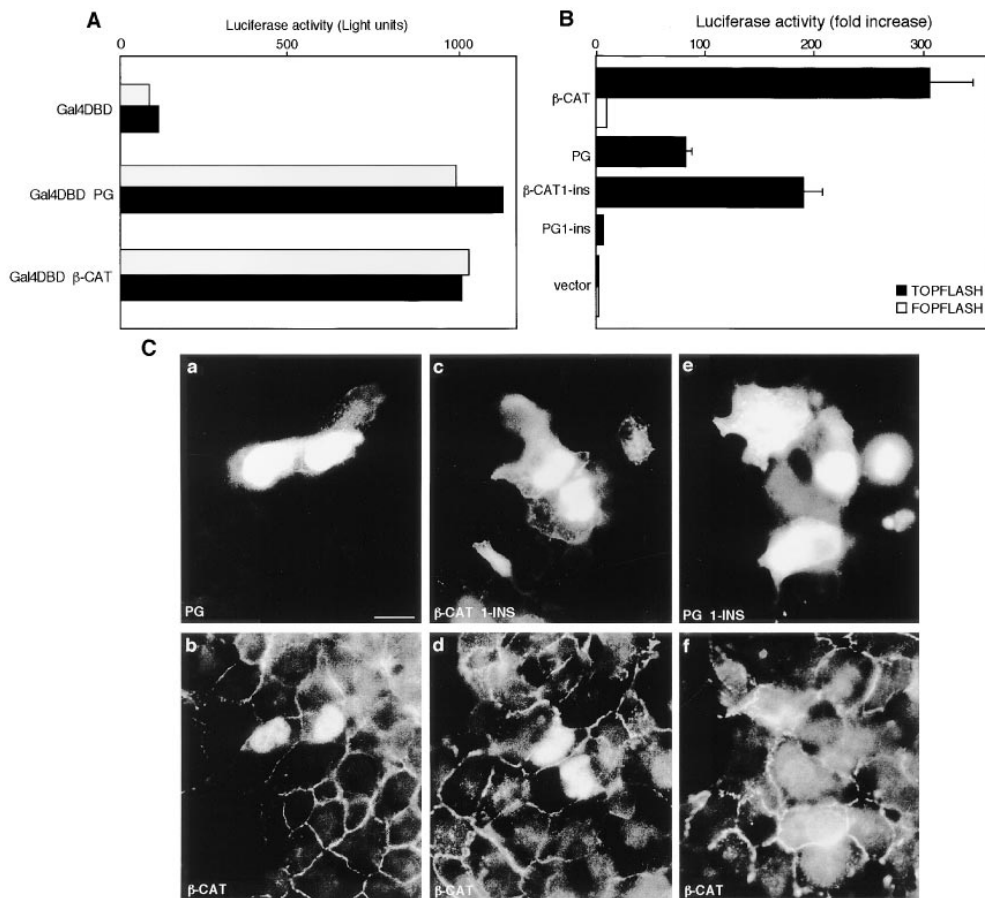 A
Luciferase activity (Light units)
0 500 1000
Gal4DBD
Gal4DBD PG
Gal4DBD β-CAT
B
Luciferase activity (fold increase)
0 100 200 300
β-CAT
PG
β-CAT1-ins
PG1-ins
vector
TOPFLASH
FOPFLASH
C
a
PG
c
β-CAT 1-INS
e
PG 1-INS
b
β-CAT
d
β-CAT
f
β-CAT